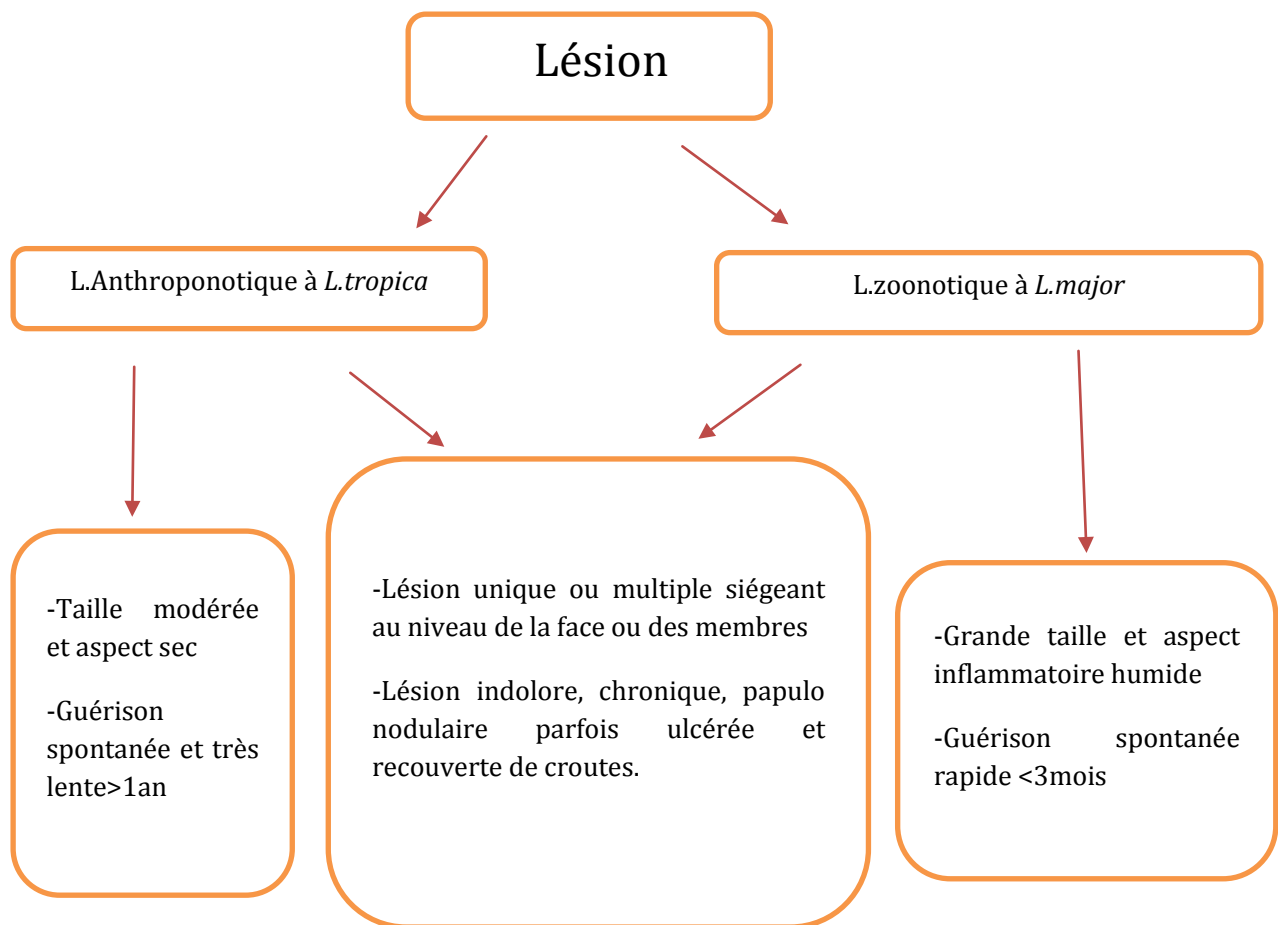 Lésion
L.Anthroponotique à L.tropica
L.zoonotique à L.major
-Taille modérée
et aspect sec
-Guérison
spontanée et très
lente>1an
-Lésion unique ou multiple siégeant
au niveau de la face ou des membres
-Lésion indolore, chronique, papulo
nodulaire parfois ulcérée et
recouverte de croutes.
-Grande taille et aspect
inflammatoire humide
-Guérison spontanée
rapide <3mois